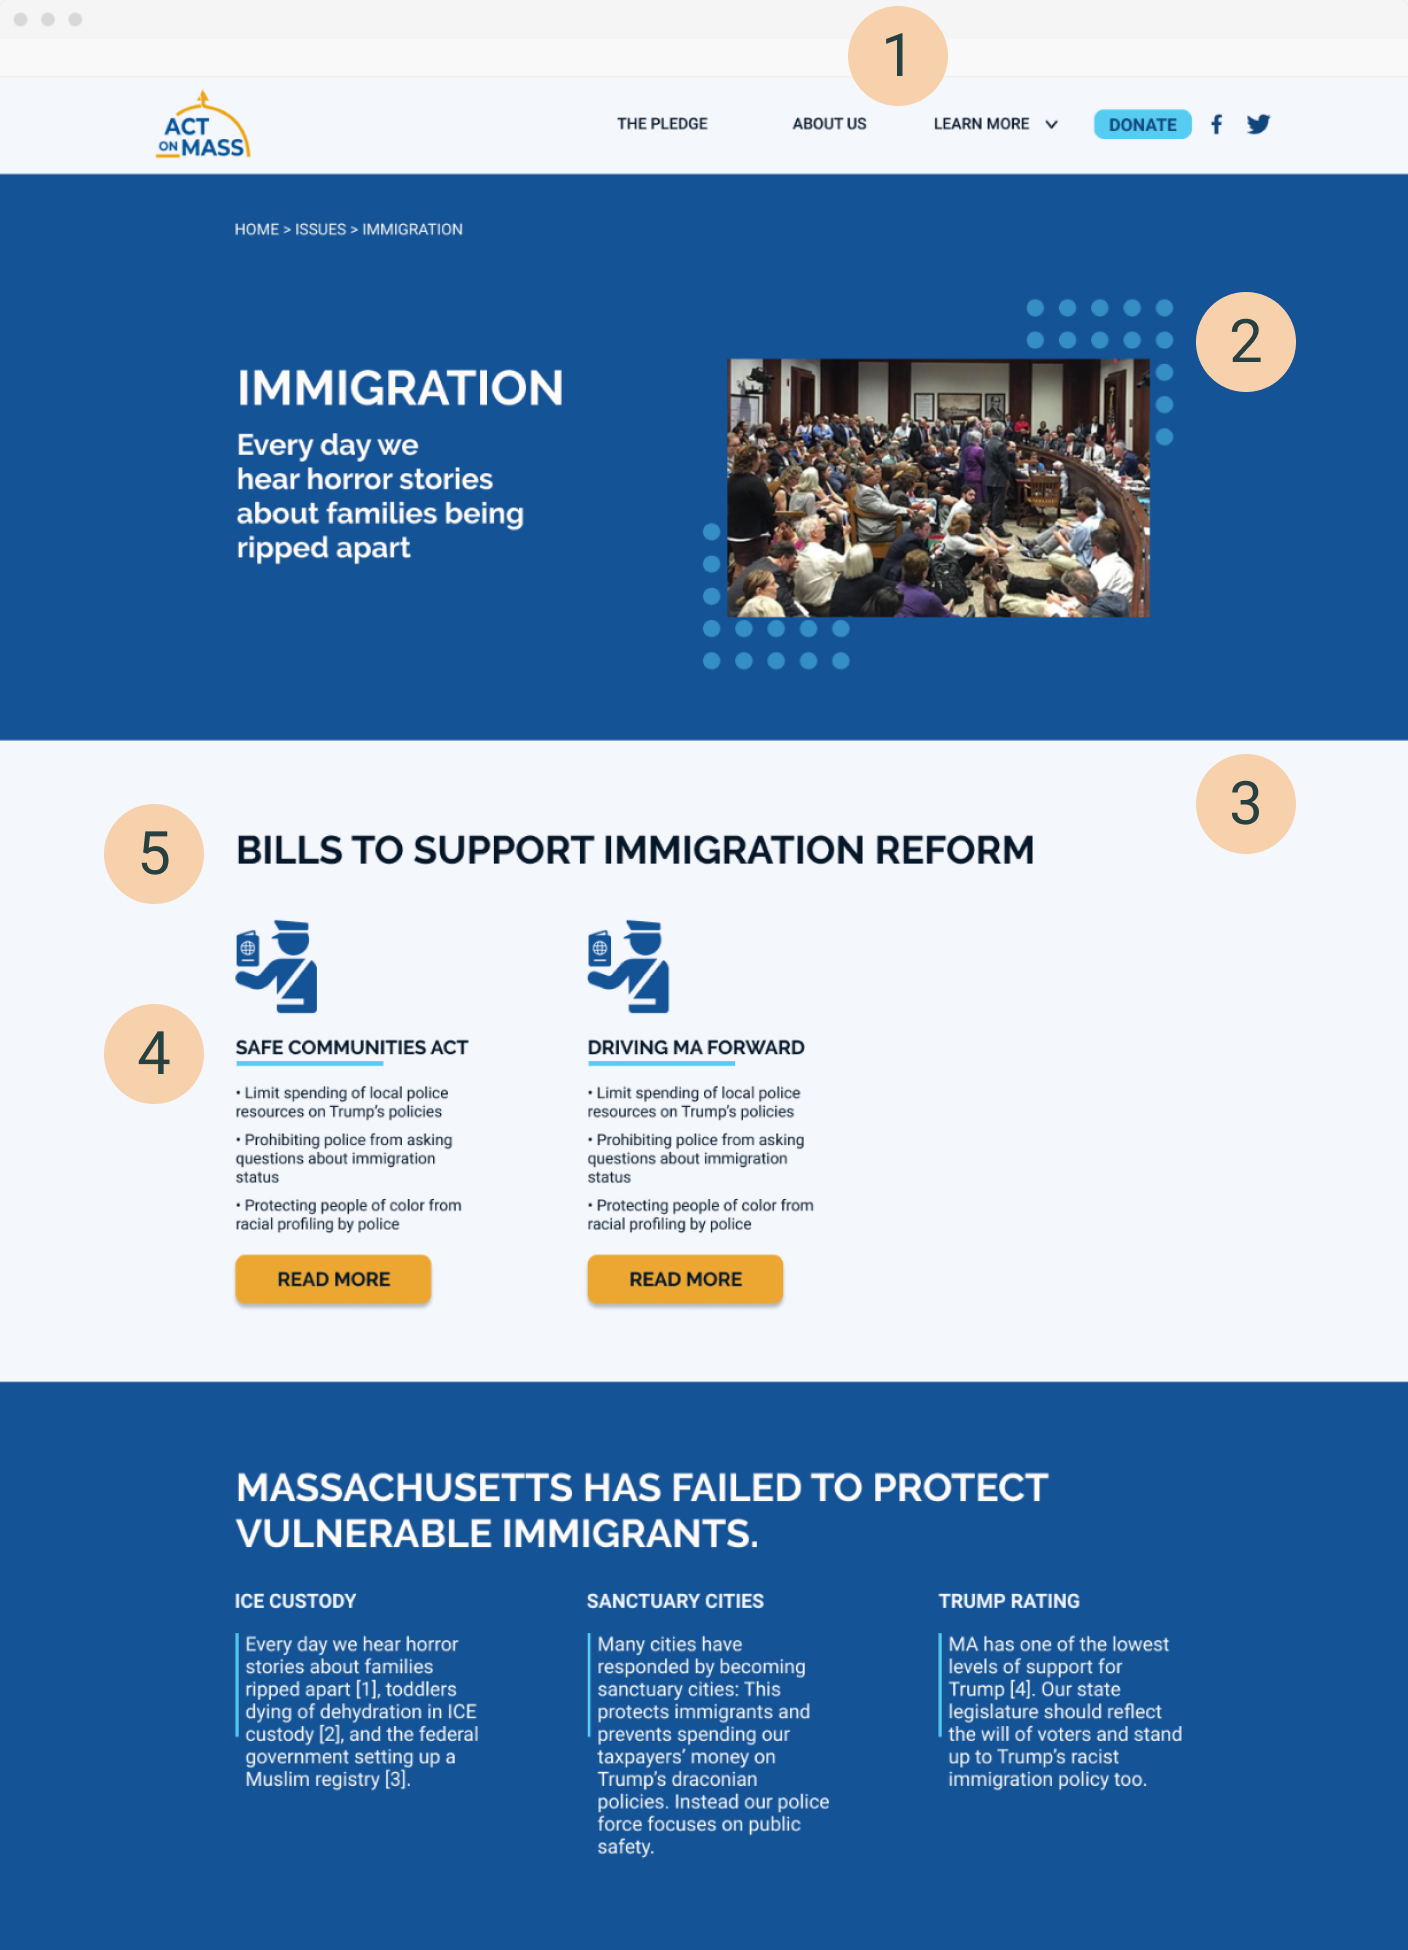 1
ACT
ON MASS
THE PLEDGE
ABOUT US
LEARN MORE
DONATE
HOME > ISSUES > IMMIGRATION
2
IMMIGRATION
Every day we
hear horror stories
about families being
ripped apart
3
5
BILLS TO SUPPORT IMMIGRATION REFORM
4
SAFE COMMUNITIES ACT
• Limit spending of local police
resources on Trump's policies
• Prohibiting police from asking
questions about immigration
status
• Protecting people of color from
racial profiling by police
READ MORE
DRIVING MA FORWARD
• Limit spending of local police
resources on Trump's policies
• Prohibiting police from asking
questions about immigration
status
• Protecting people of color from
racial profiling by police
READ MORE
MASSACHUSETTS HAS FAILED TO PROTECT
VULNERABLE IMMIGRANTS.
ICE CUSTODY
Every day we hear horror
stories about families
ripped apart [1], toddlers
dying of dehydration in ICE
custody [2], and the federal
government setting up a
Muslim registry [3].
SANCTUARY CITIES
Many cities have
responded by becoming
sanctuary cities: This
protects immigrants and
prevents spending our
taxpayers' money on
Trump's draconian
policies. Instead our police
force focuses on public
safety.
TRUMP RATING
MA has one of the lowest
levels of support for
Trump [4]. Our state
legislature should reflect
the will of voters and stand
up to Trump's racist
immigration policy too.